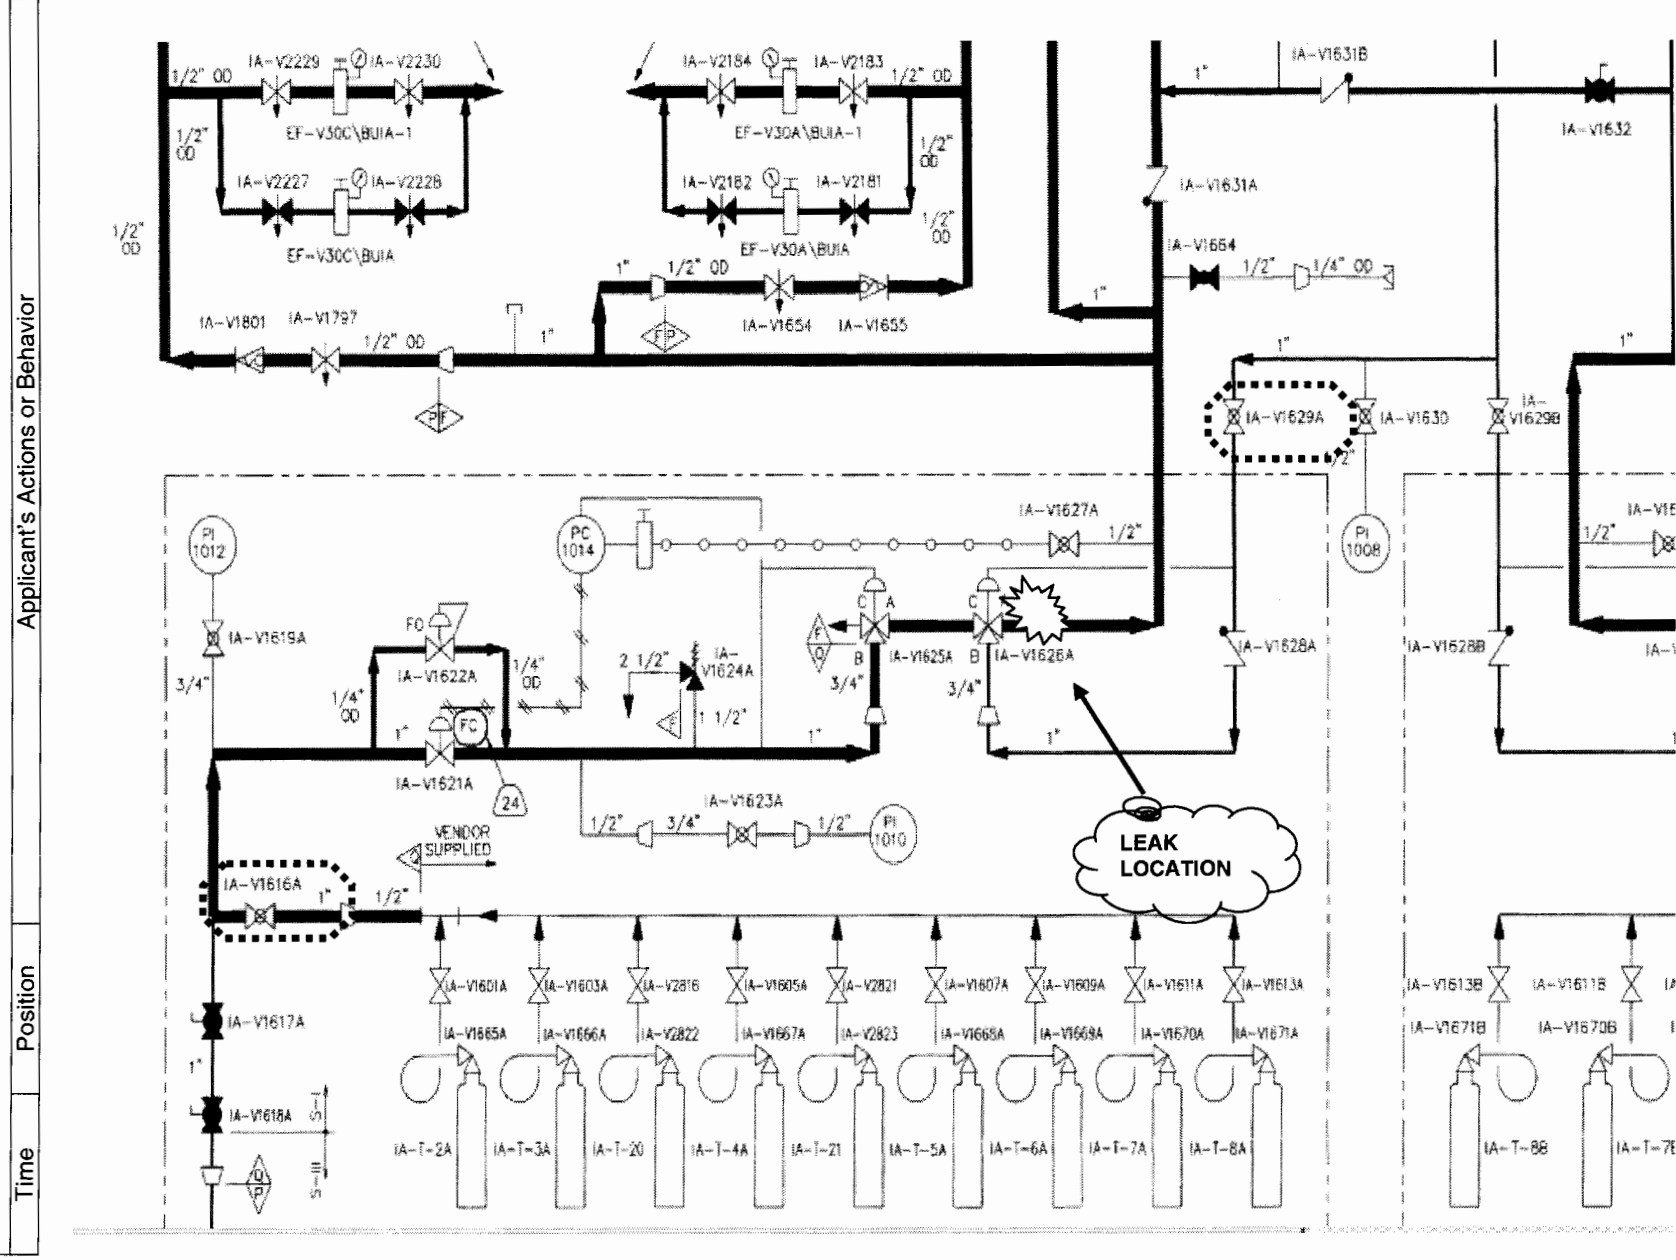 Applicant's Actions or Behavior
Position
Time
IA-V2229
IA-V2230
1/2" OD
1/2"
OD
EF-V30C\BUIA-1
IA-V2227
IA-V2228
EF-V30C\BUIA
1/2"
OD
IA-V2184
IA-V2183
1/2" OD
EF-V30A\BUIA-1
1/2"
OD
IA-V2182
IA-V2181
EF-V30A\BUIA
1/2"
OD
1"
1/2" OD
IA-V1654
IA-V1655
F P
IA-V1801
IA-V1797
1/2" OD
1"
P F
1"
IA-V1631B
IA-V1632
IA-V1631A
IA-V1664
1/2"
1/4" OD
1"
1"
1"
IA-V1629A
IA-V1630
IA-
V1629B
1/2"
PI
1012
PC
1014
IA-V1627A
1/2"
PI
1008
1/2"
IA-V1619A
3/4"
FO
IA-V1622A
1/4"
OD
1/4"
OD
1"
FC
IA-V1621A
24
2 1/2"
IA-
V1624A
F
1 1/2"
1"
F
Q
C
A
B
IA-V1625A
3/4"
C
B
IA-V1626A
3/4"
1"
IA-V1628A
IA-V1628B
IA-V1623A
1/2"
3/4"
1/2"
PI
1010
LEAK
LOCATION
VENDOR
SUPPLIED
Q
IA-V1616A
1"
1/2"
IA-V1601A
IA-V1603A
IA-V2816
IA-V1605A
IA-V2821
IA-V1607A
IA-V1609A
IA-V1611A
IA-V1613A
IA-V1613B
IA-V1611B
IA-V1617A
1"
IA-V1665A
IA-V1666A
IA-V2822
IA-V1667A
IA-V2823
IA-V1668A
IA-V1669A
IA-V1670A
IA-V1671A
IA-V1671B
IA-V1670B
IA-V1618A
S-I
S-III
Q
P
IA-T-2A
IA-T-3A
IA-T-20
IA-T-4A
IA-T-21
IA-T-5A
IA-T-6A
IA-T-7A
IA-T-8A
IA-T-8B